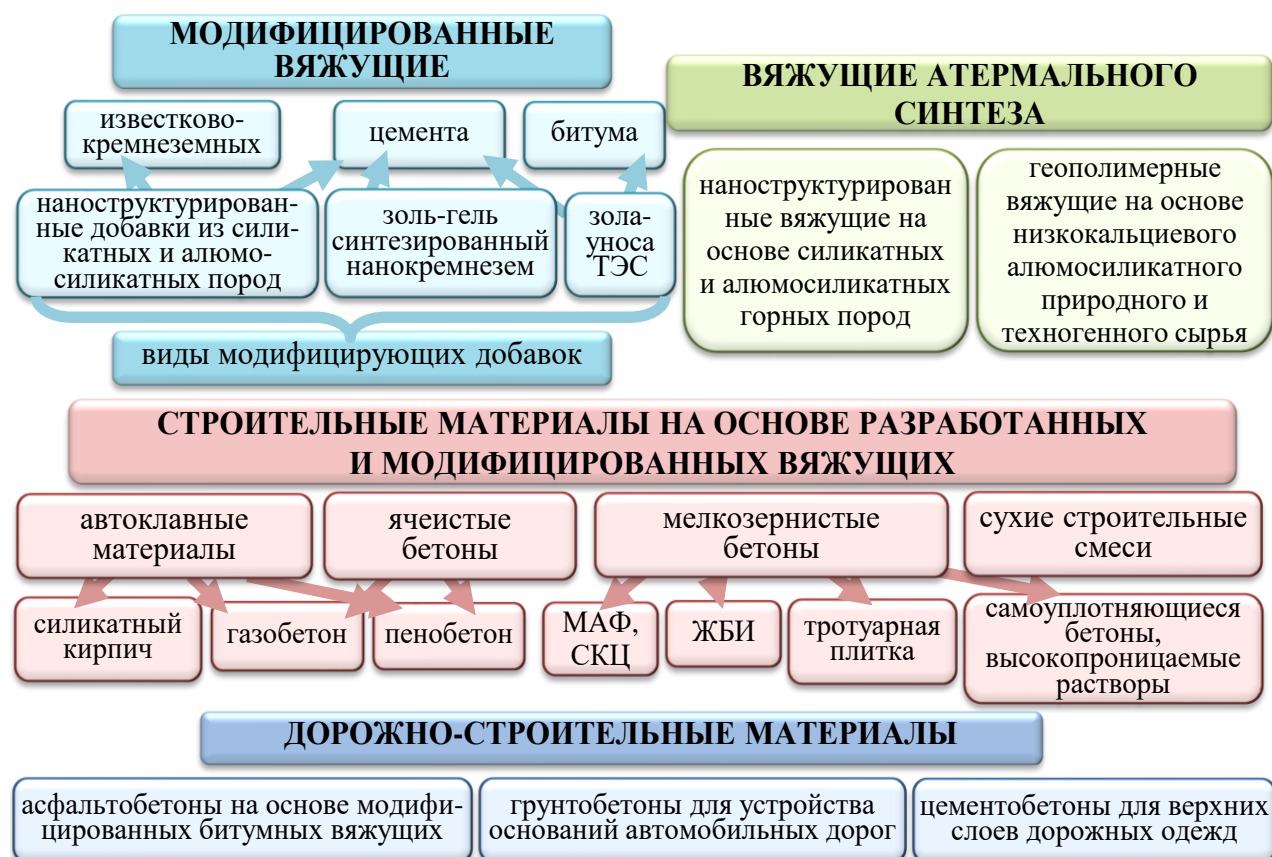 МОДИФИЦИРОВАННЫЕ
ВЯЖУЩИЕ
ВЯЖУЩИЕ АТЕРМАЛЬНОГО
СИНТЕЗА
известково-
кремнеземных
цемента
битума
наноструктурирован-
ные добавки из сили-
катных и алюмо-
силикатных пород
золь-гель
синтезированный
нанокремнезем
зола-
уноса
ТЭС
виды модифицирующих добавок
наноструктурирован
ные вяжущие на
основе силикатных
и алюмосиликатных
горных пород
геополимерные
вяжущие на основе
низкокальциевого
алюмосиликатного
природного и
техногенного сырья
СТРОИТЕЛЬНЫЕ МАТЕРИАЛЫ НА ОСНОВЕ РАЗРАБОТАННЫХ
И МОДИФИЦИРОВАННЫХ ВЯЖУЩИХ
автоклавные
материалы
ячеистые
бетоны
мелкозернистые
бетоны
сухие строительные
смеси
силикатный
кирпич
газобетон
пенобетон
МАФ,
СКЦ
ЖБИ
тротуарная
плитка
самоуплотняющиеся
бетоны,
высокопроницаемые
растворы
ДОРОЖНО-СТРОИТЕЛЬНЫЕ МАТЕРИАЛЫ
асфальтобетоны на основе модифи-
цированных битумных вяжущих
грунтобетоны для устройства
оснований автомобильных дорог
цементобетоны для верхних
слоев дорожных одежд